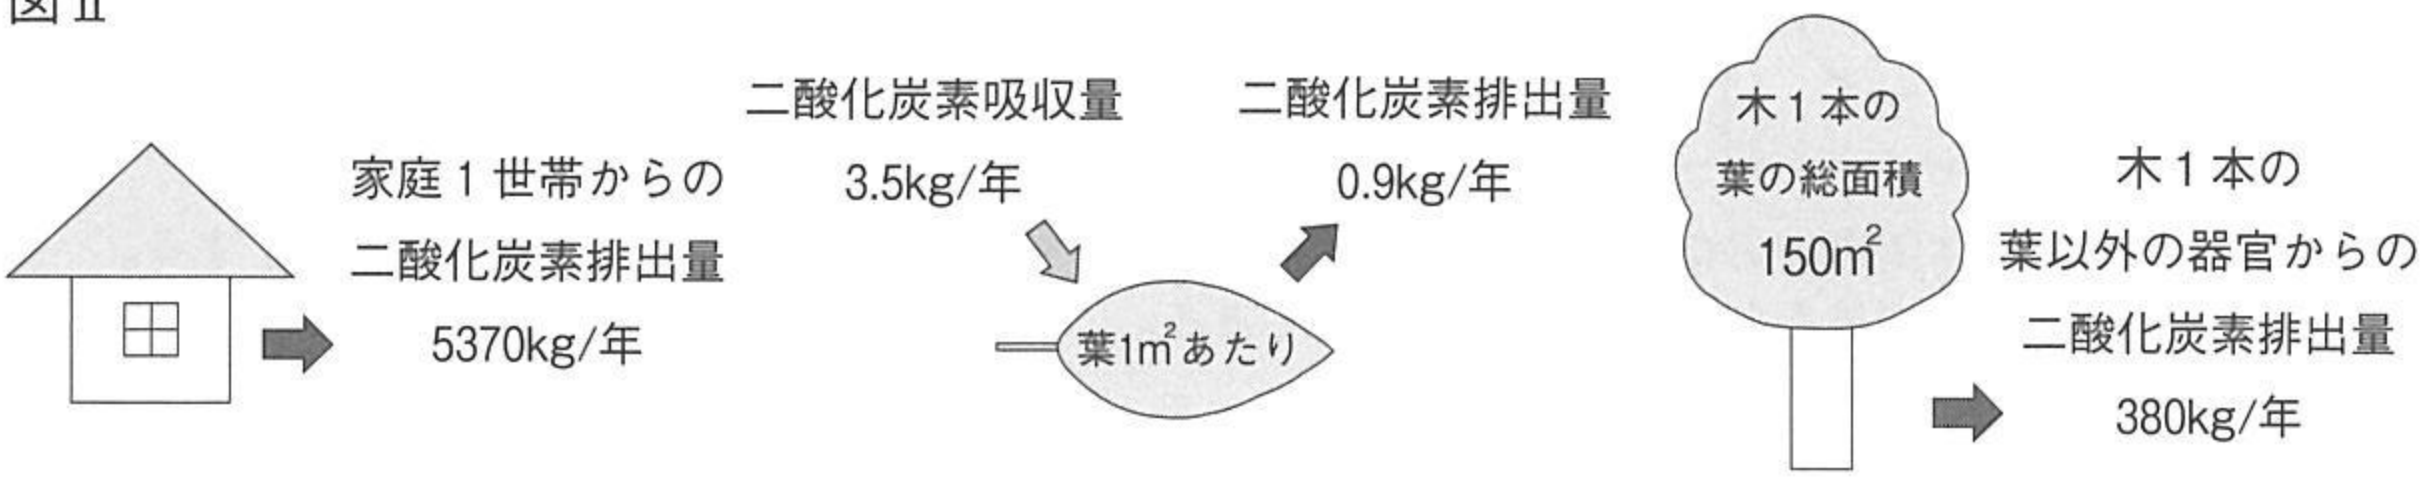 図Ⅱ
家庭1世帯からの
二酸化炭素排出量
5370kg/年
二酸化炭素吸収量
3.5kg/年
二酸化炭素排出量
0.9kg/年
葉1m²あたり
木1本の
葉の総面積
150m²
木1本の
葉以外の器官からの
二酸化炭素排出量
380kg/年